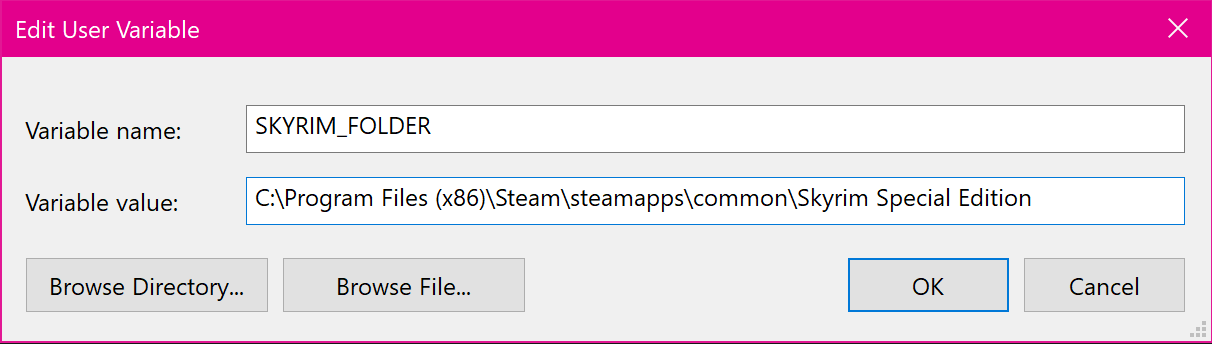 Edit User Variable
Variable name: SKYRIM_FOLDER
Variable value: C:\Program Files (x86)\Steam\steamapps\common\Skyrim Special Edition
Browse Directory... Browse File... OK Cancel